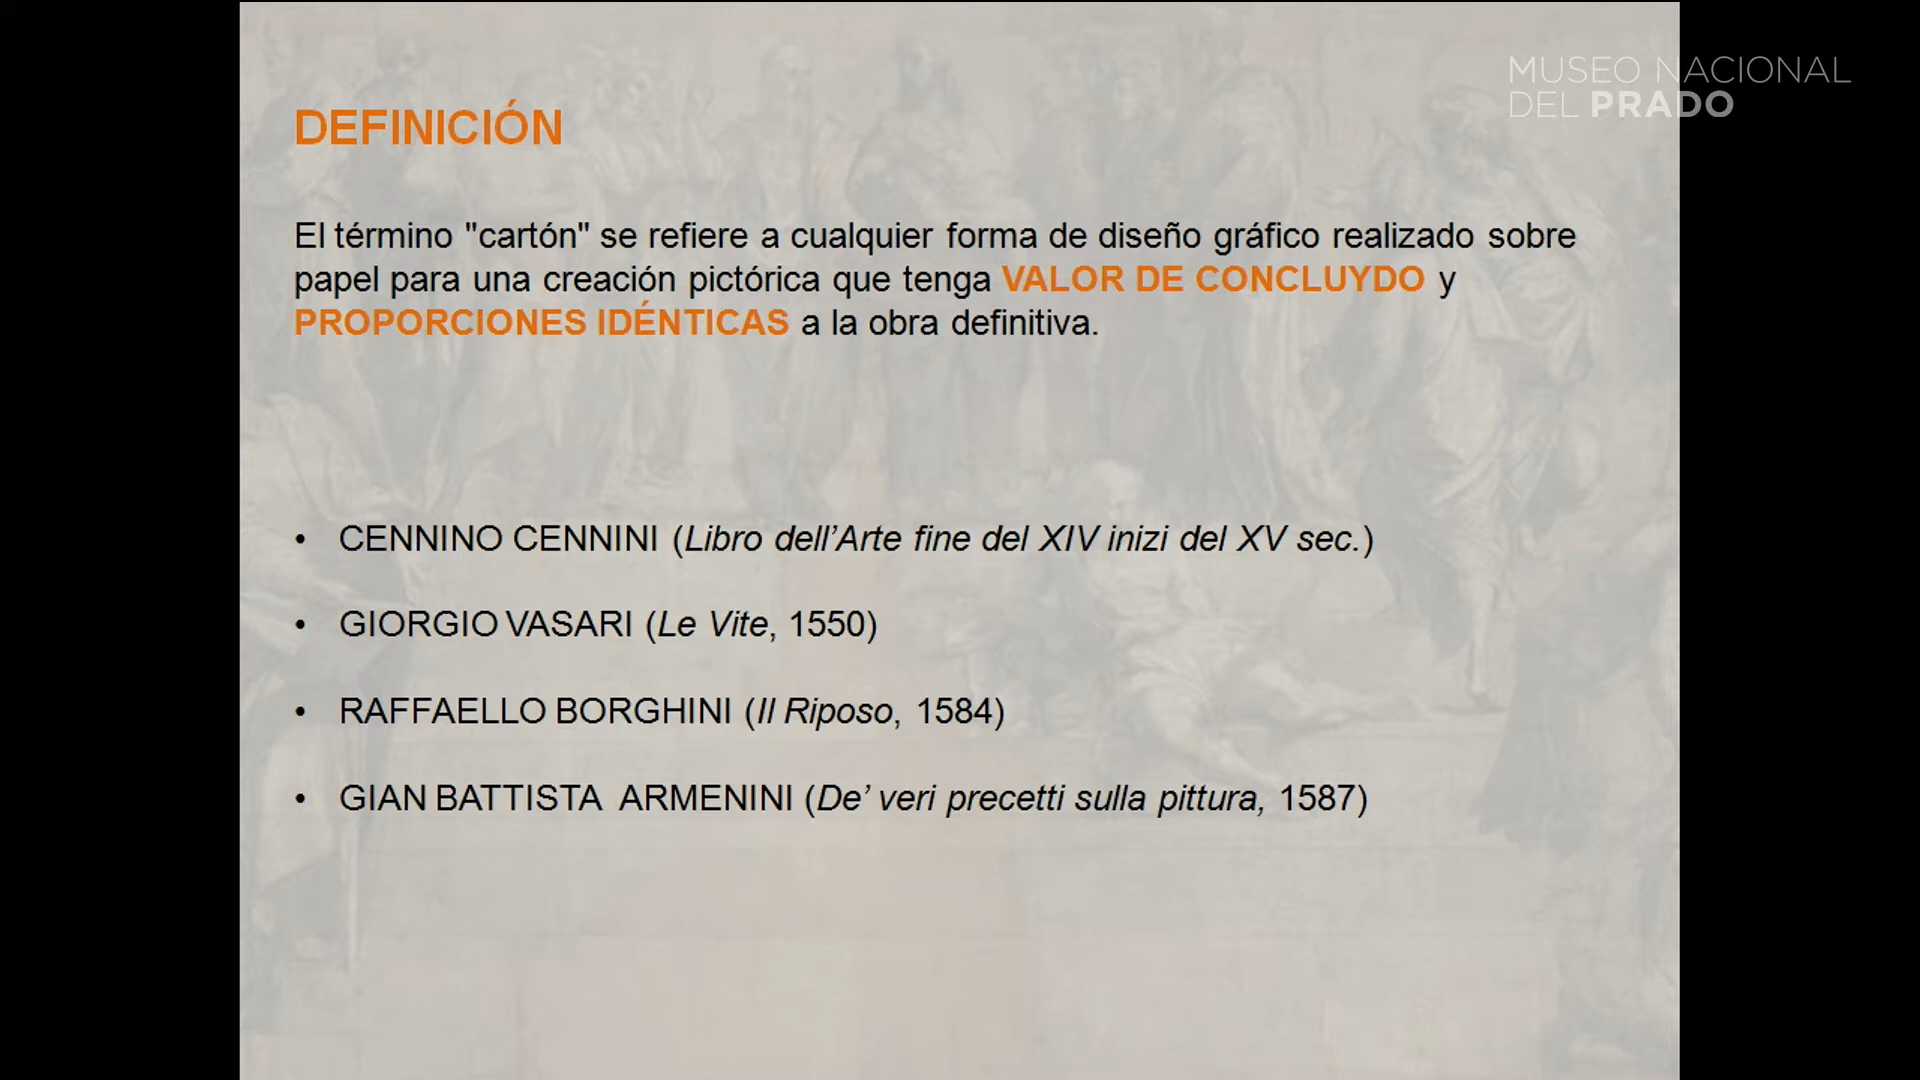 MUSEO NACIONAL
DEL PRADO
DEFINICIÓN
El término "cartón" se refiere a cualquier forma de diseño gráfico realizado sobre
papel para una creación pictórica que tenga VALOR DE CONCLUYDO y
PROPORCIONES IDÉNTICAS a la obra definitiva.
• CENNINO CENNINI (Libro dell’Arte fine del XIV inizi del XV sec.)
• GIORGIO VASARI (Le Vite, 1550)
• RAFFAELLO BORGHINI (Il Riposo, 1584)
• GIAN BATTISTA ARMENINI (De’ veri precetti sulla pittura, 1587)